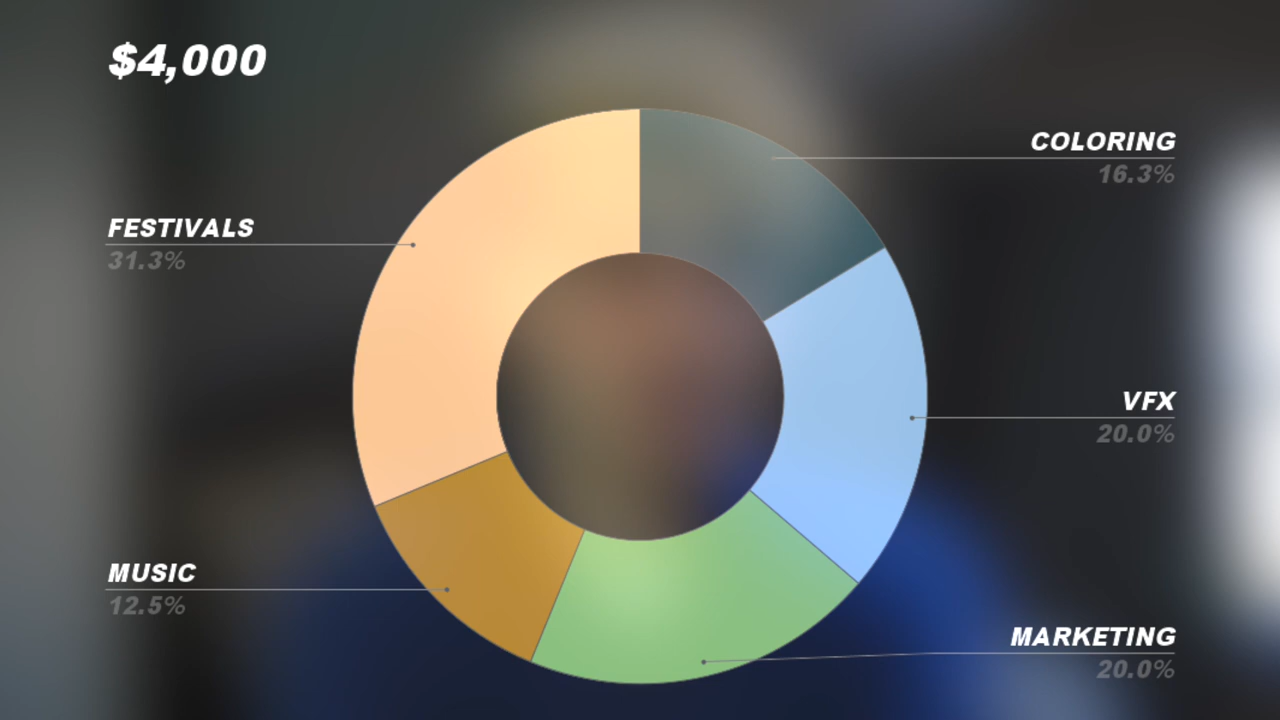 $4,000
COLORING
16.3%
FESTIVALS
31.3%
VFX
20.0%
MUSIC
12.5%
MARKETING
20.0%